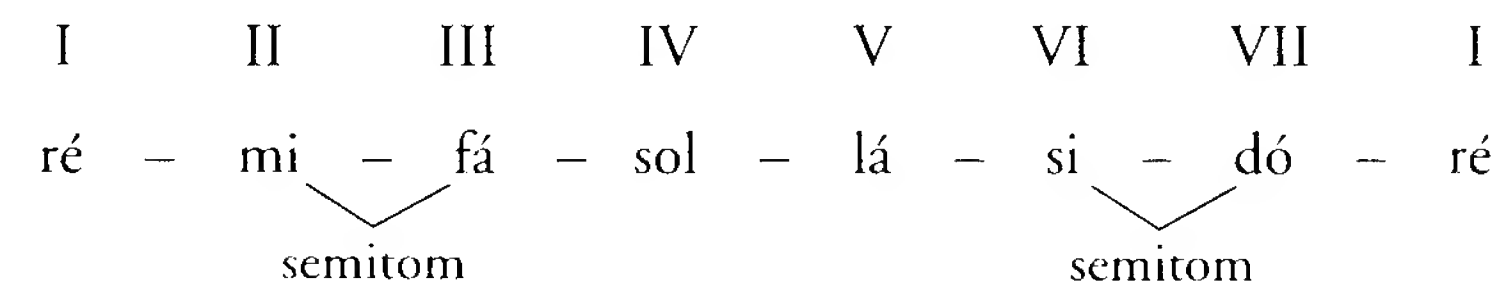 I II III IV V VI VII I
ré – mi – fá – sol – lá – si – dó – ré
semitom semitom